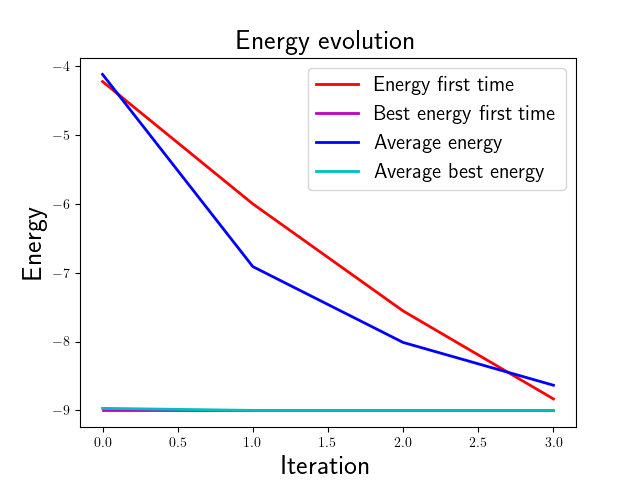 Energy evolution
Energy first time
Best energy first time
Average energy
Average best energy
Energy
−4
−5
−6
−7
−8
−9
0.0 0.5 1.0 1.5 2.0 2.5 3.0
Iteration